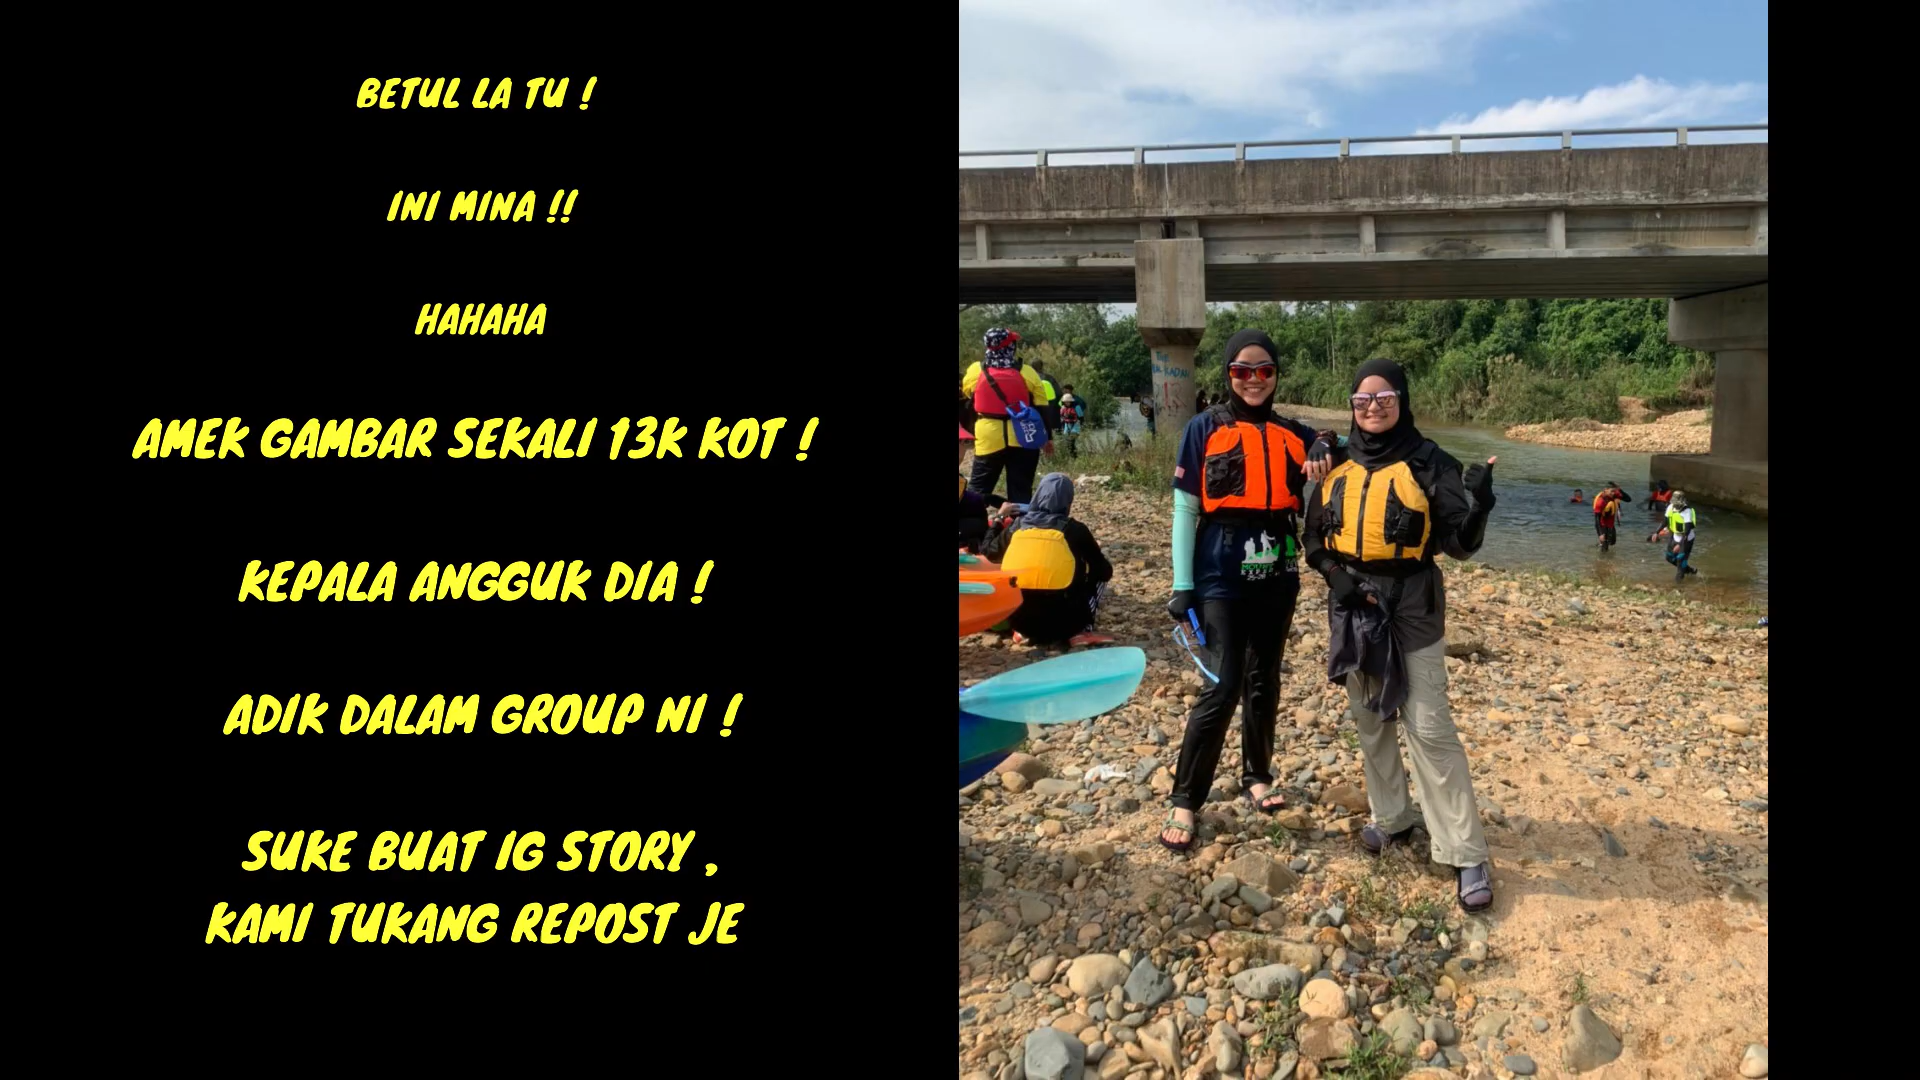 BETUL LA TU !
INI MINA !!
HAHAHA
AMEK GAMBAR SEKALI 13K KOT !
KEPALA ANGGUK DIA !
ADIK DALAM GROUP NI !
SUKE BUAT IG STORY ,
KAMI TUKANG REPOST JE